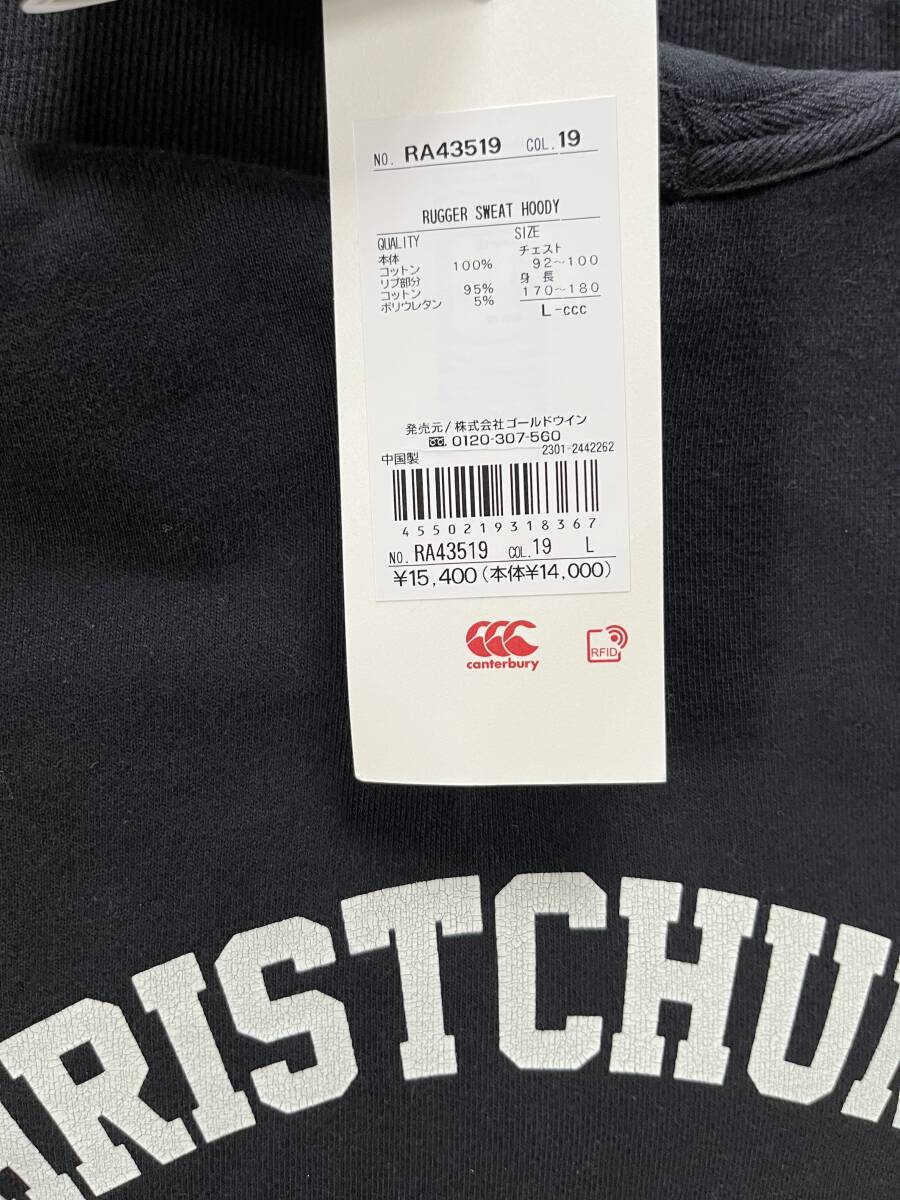 NO. RA43519 COL.19
RUGGER SWEAT HOODY
QUALITY
本体
コットン 100%
リブ部分
コットン 95%
ポリウレタン 5%
SIZE
チェスト
92~100
身長
170~180
L-ccc
発売元/株式会社ゴールドウイン
0120-307-560
中国製 2301-2442262
4550219318367
NO. RA43519 COL.19 L
¥15,400(本体¥14,000)
canterbury
RFID
RISTCHU